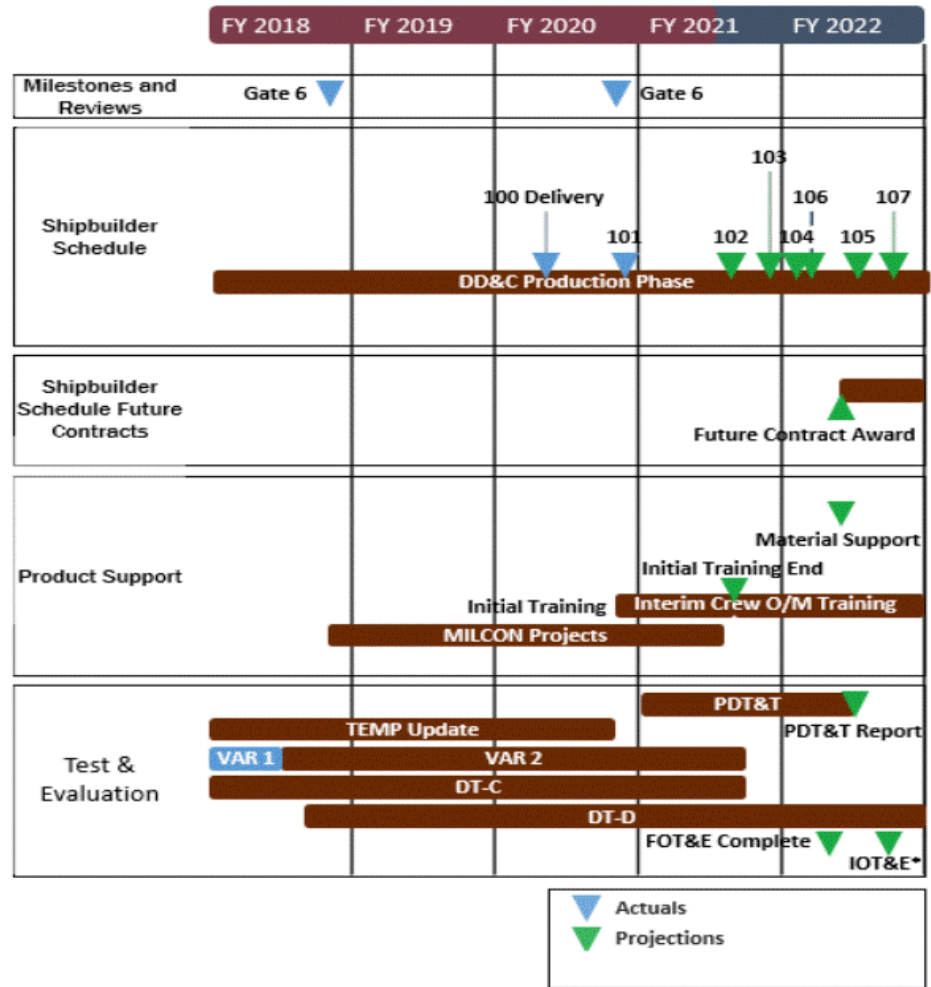 FY 2018 FY 2019 FY 2020 FY 2021 FY 2022
Milestones and
Reviews
Gate 6
Gate 6
Shipbuilder
Schedule
103
100 Delivery
106
107
101
102
104
105
DD&C Production Phase
Shipbuilder
Schedule Future
Contracts
Future Contract Award
Product Support
Material Support
Initial Training End
Initial Training
Interim Crew O/M Training
MILCON Projects
Test &
Evaluation
PDT&T
TEMP Update
PDT&T Report
VAR 1
VAR 2
DT-C
DT-D
FOT&E Complete
IOT&E*
Actuals
Projections